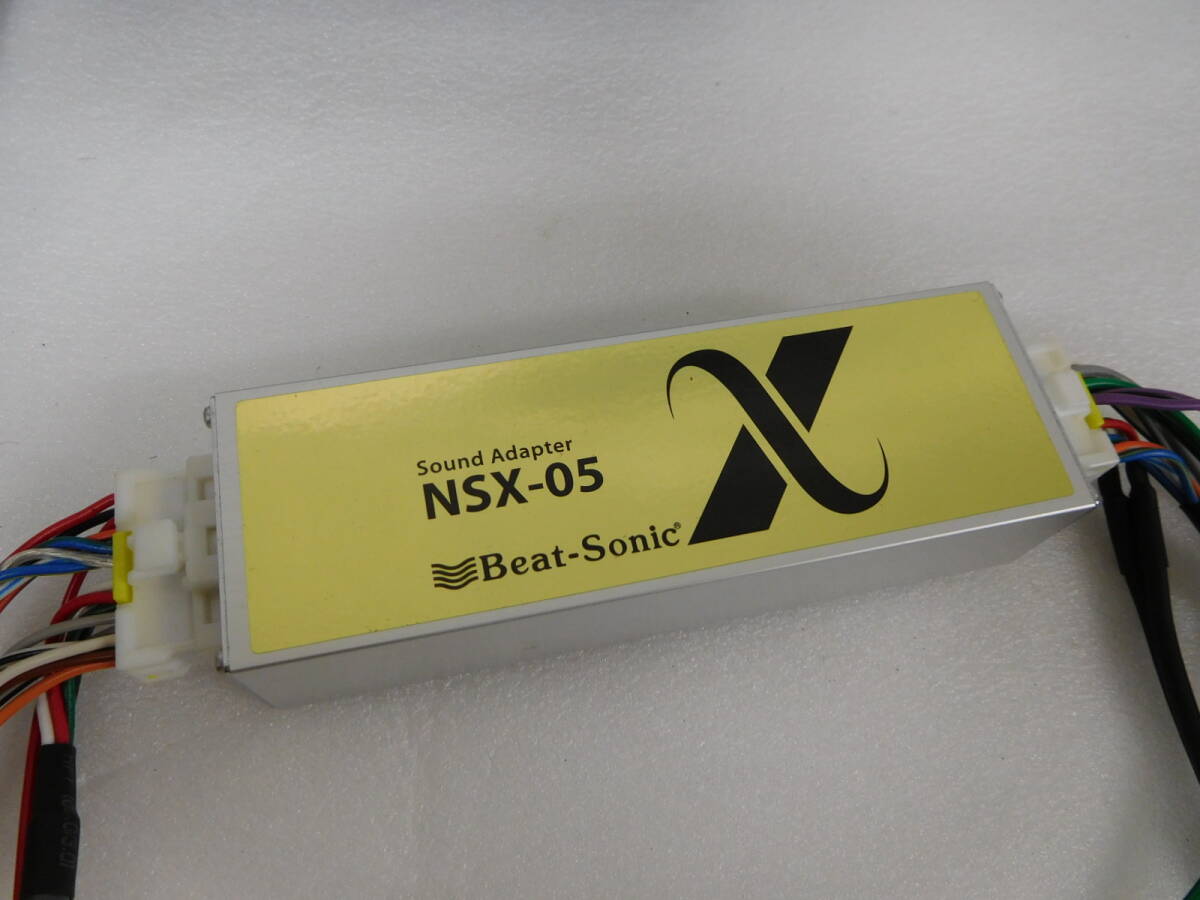 Sound Adapter
NSX-05
Beat-Sonic®
X